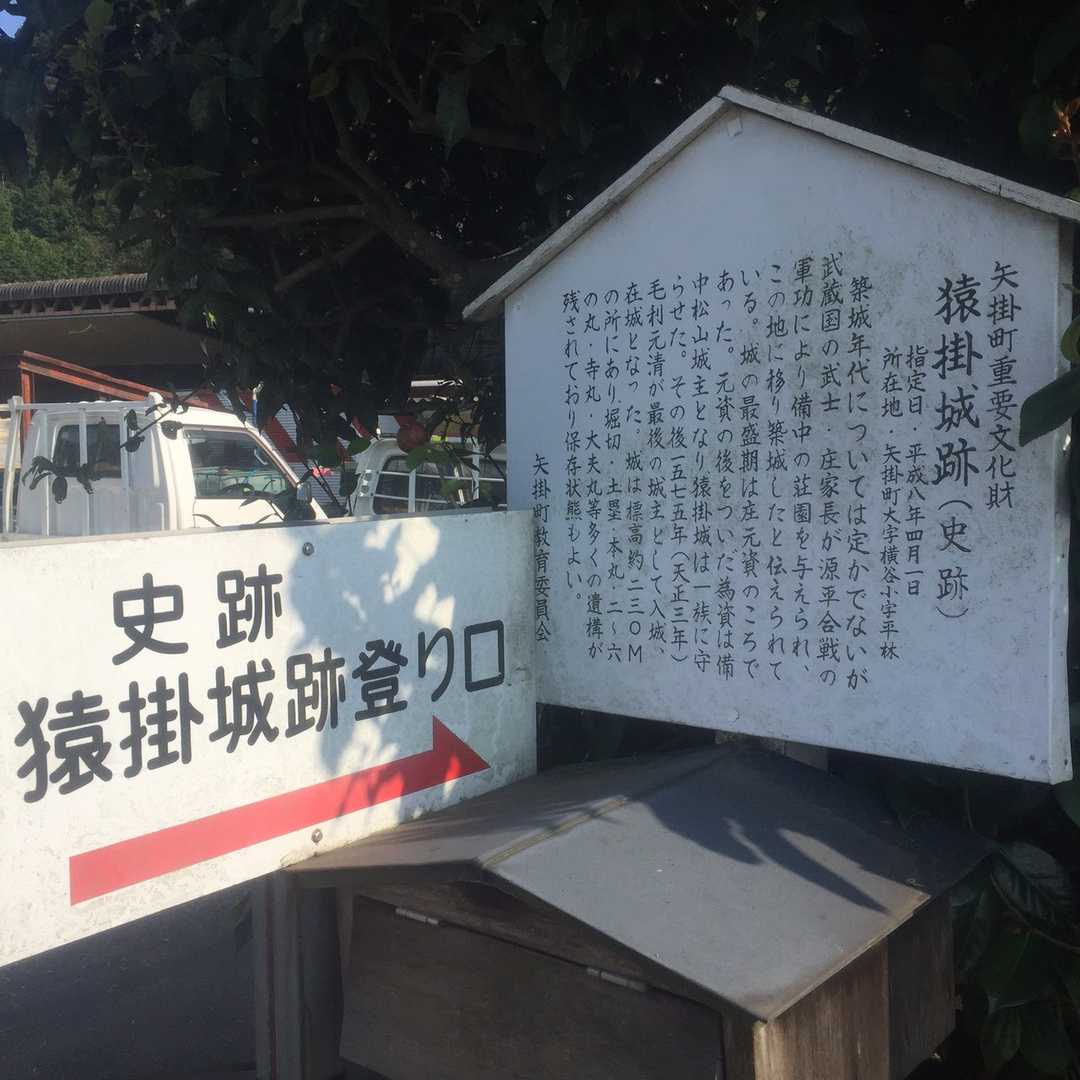 矢掛町重要文化財
猿掛城跡(史跡)
指定日・平成八年四月一日
所在地 矢掛町大字横谷小字平林
築城年代については定かでないが
武蔵国の武士・庄家長が源平合戦の
軍功により備中の荘園を与えられ、
この地に移り築城したと伝えられて
いる。城の最盛期は庄元資のころで
あった。元資の後をついだ為資は備
中松山城主となり猿掛城は一族に守
らせた。その後一五七五年(天正三年)
毛利元清が最後の城主として入城、
在城となった。城は標高約二三〇M
の所にあり、堀切・土塁・本丸、二〜六
の丸・寺丸・大夫丸等多くの遺構が
残されており保存状態もよい。
矢掛町教育委員会
史跡
猿掛城跡登り口